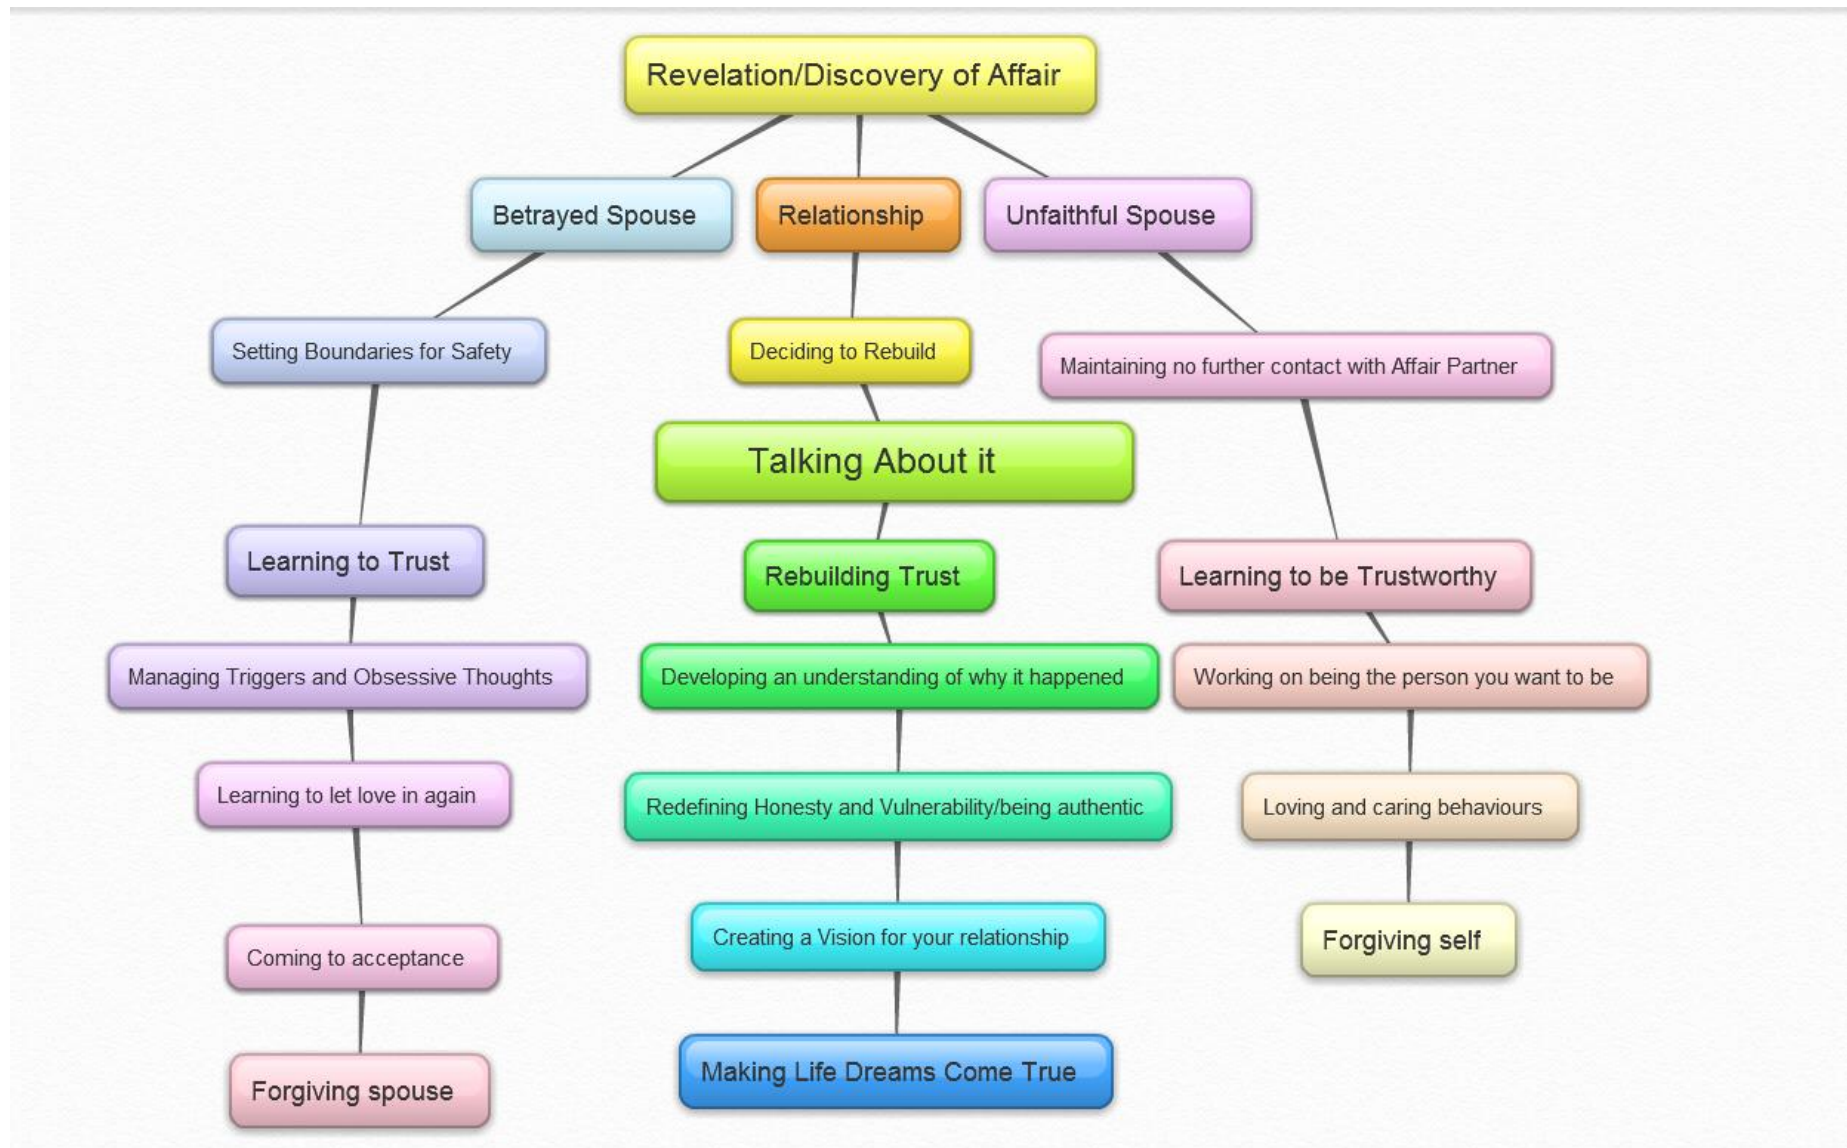 Revelation/Discovery of Affair
Betrayed Spouse
Relationship
Unfaithful Spouse
Setting Boundaries for Safety
Deciding to Rebuild
Maintaining no further contact with Affair Partner
Talking About it
Learning to Trust
Rebuilding Trust
Learning to be Trustworthy
Managing Triggers and Obsessive Thoughts
Developing an understanding of why it happened
Working on being the person you want to be
Learning to let love in again
Redefining Honesty and Vulnerability/being authentic
Loving and caring behaviours
Coming to acceptance
Creating a Vision for your relationship
Forgiving self
Forgiving spouse
Making Life Dreams Come True